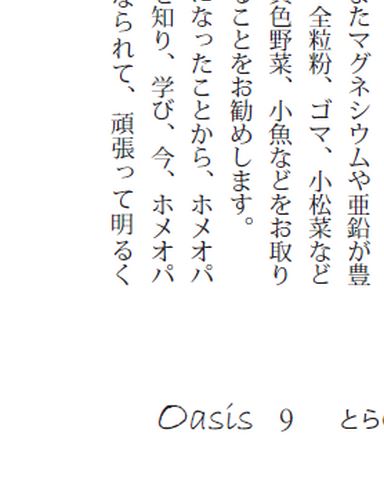 またマグネシウムや亜鉛が豊
全粒粉、ゴマ、小松菜など
色野菜、小魚などをお取り
ることをお勧めします。
になったことから、ホメオパ
を知り、学び、今、ホメオパ
なられて、頑張って明るく
Oasis 9 とら